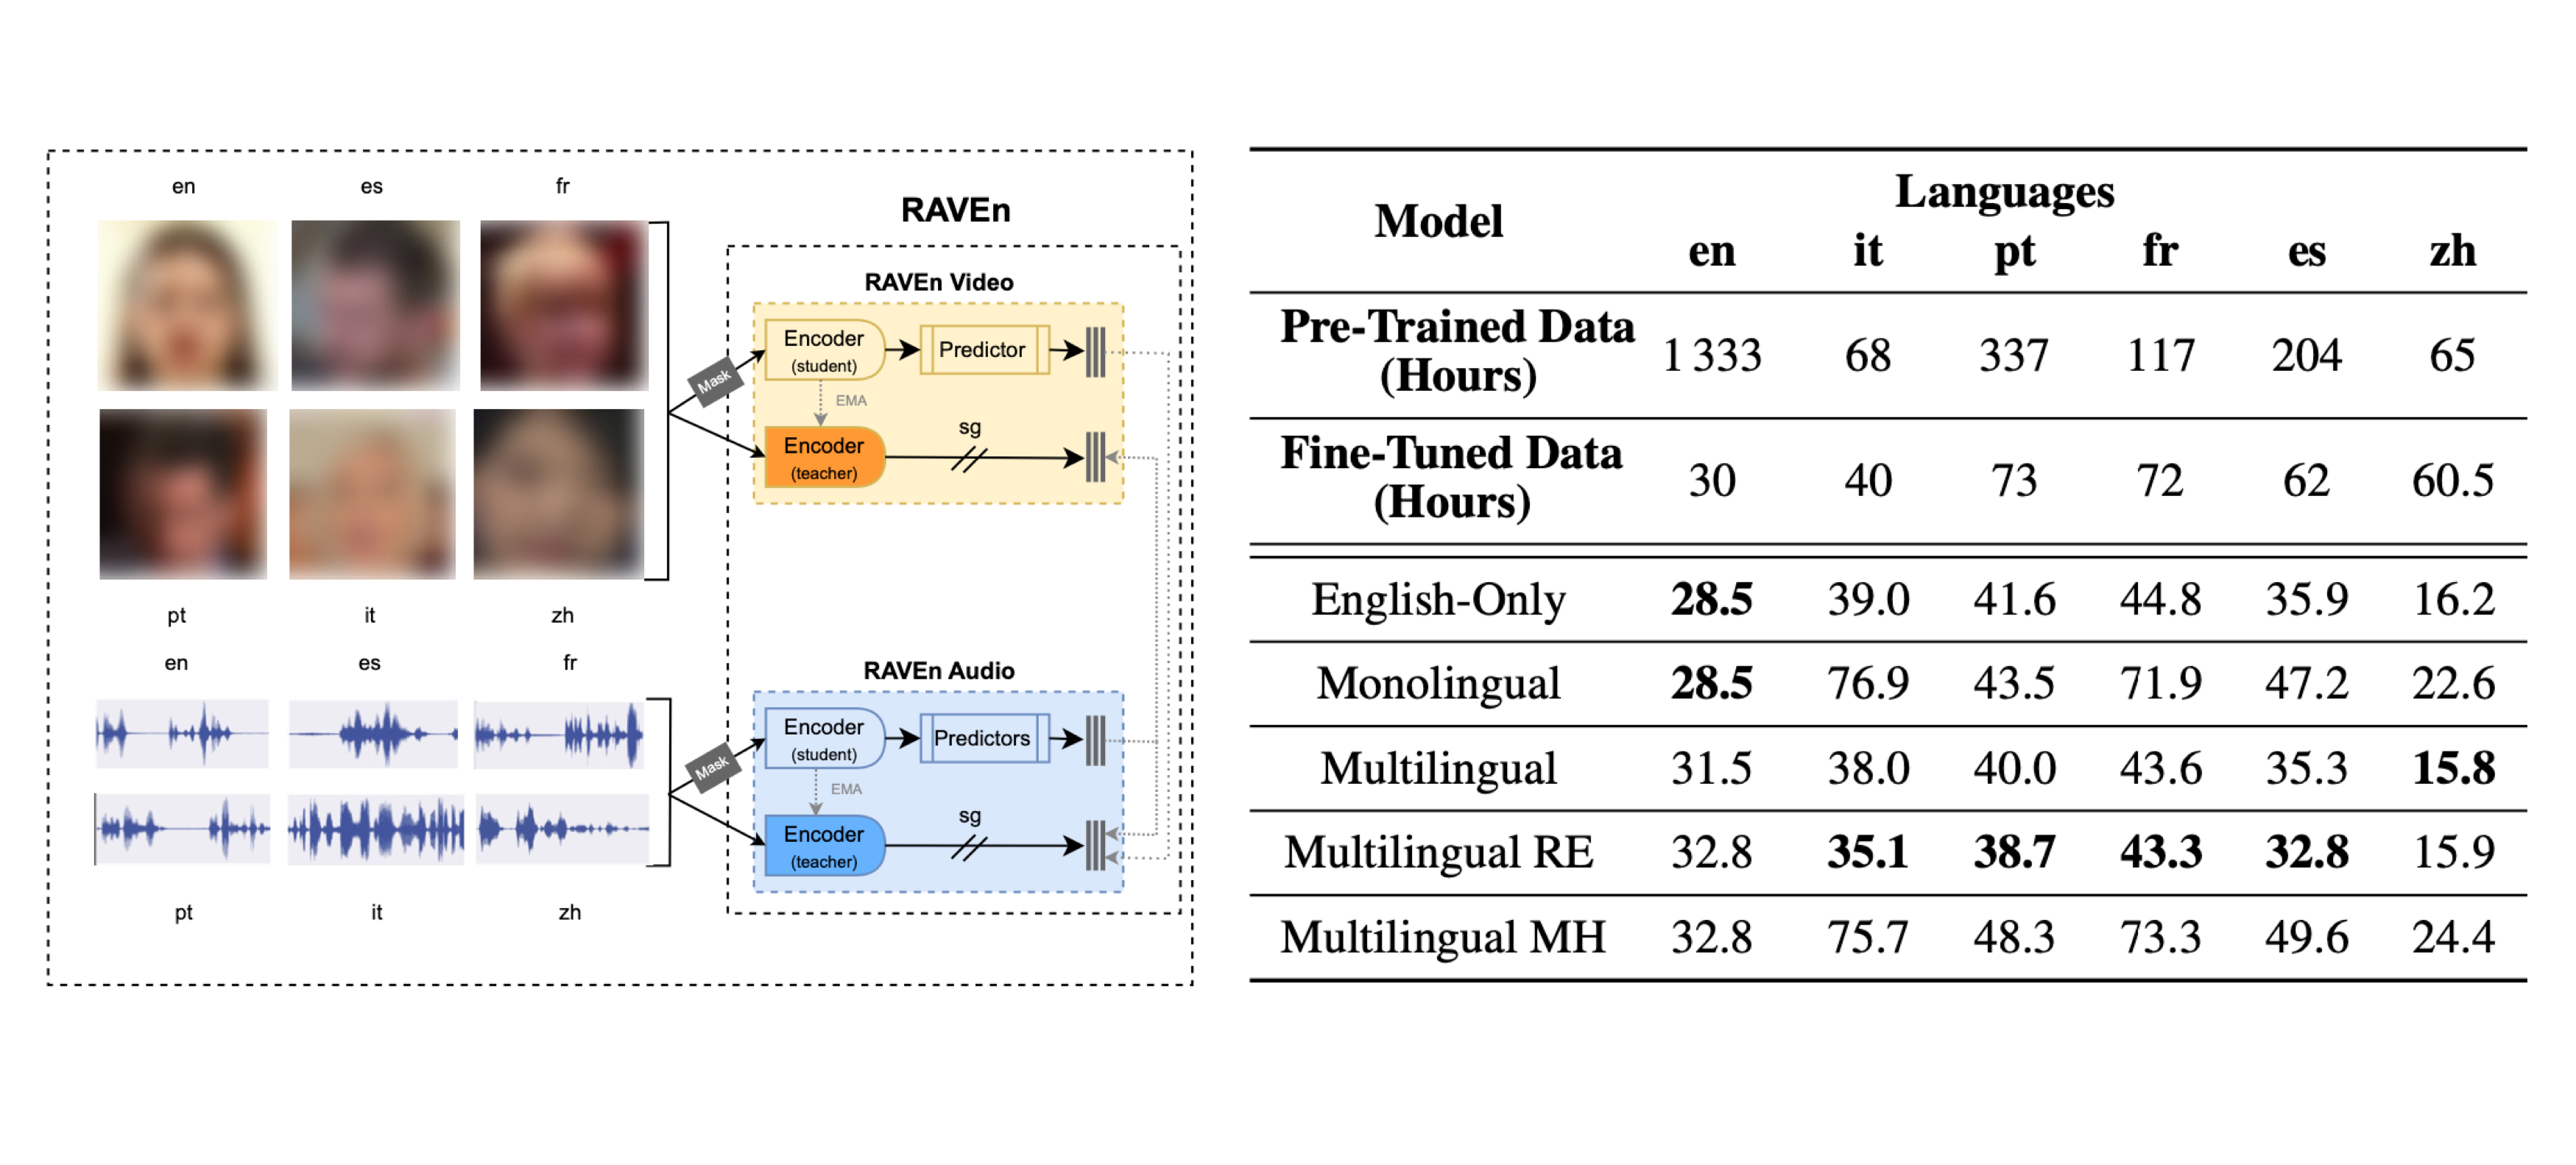 en es fr
pt it zh
en es fr
pt it zh
RAVEn
RAVEn Video
Mask
Encoder
(student)
Predictor
EMA
Encoder
(teacher)
sg
RAVEn Audio
Mask
Encoder
(student)
Predictors
EMA
Encoder
(teacher)
sg
Model Languages
en it pt fr es zh
Pre-Trained Data
(Hours) 1 333 68 337 117 204 65
Fine-Tuned Data
(Hours) 30 40 73 72 62 60.5
English-Only 28.5 39.0 41.6 44.8 35.9 16.2
Monolingual 28.5 76.9 43.5 71.9 47.2 22.6
Multilingual 31.5 38.0 40.0 43.6 35.3 15.8
Multilingual RE 32.8 35.1 38.7 43.3 32.8 15.9
Multilingual MH 32.8 75.7 48.3 73.3 49.6 24.4